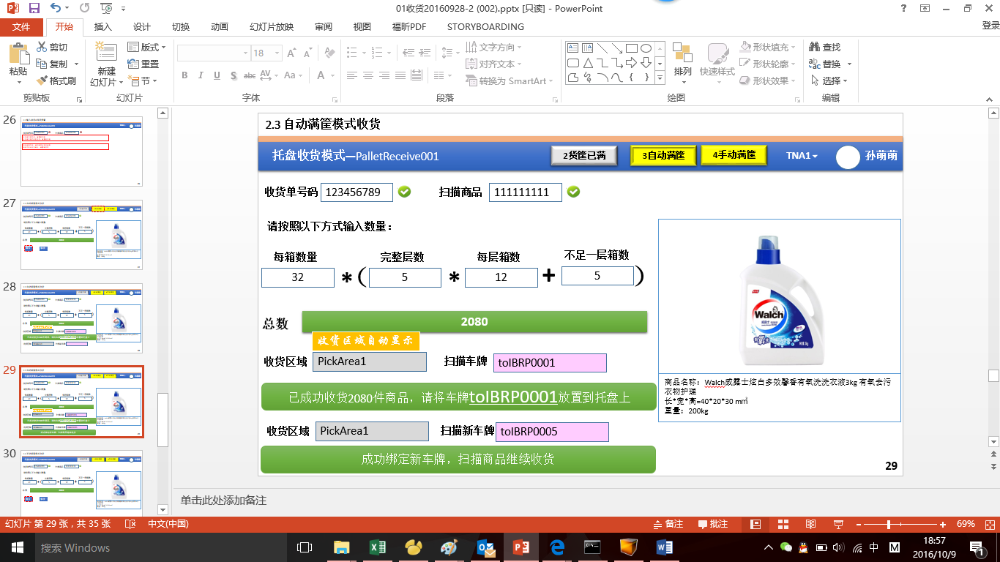 01收货20160928-2 (002).pptx [只读] - PowerPoint
登录
文件 开始 插入 设计 切换 动画 幻灯片放映 审阅 视图 福昕PDF STORYBOARDING
粘贴 剪切 复制 格式刷 剪贴板
新建 幻灯片 版式 重置 节 幻灯片
18 B I U S abc AV Aa A 字体
文字方向 对齐文本 转换为 SmartArt 段落
排列 快速样式 形状填充 形状轮廓 形状效果 绘图
查找 替换 选择 编辑
26
27
28
29
30
2.3 自动满筐模式收货
托盘收货模式—PalletReceive001 2货筐已满 3自动满筐 4手动满筐 TNA1 孙萌萌
收货单号码 123456789 扫描商品 111111111
请按照以下方式输入数量：
每箱数量 完整层数 每层箱数 不足一层箱数
32 * ( 5 * 12 + 5 )
总数 2080
收货区域自动显示
收货区域 PickArea1 扫描车牌 toIBRP0001
已成功收货2080件商品，请将车牌toIBRP0001放置到托盘上
收货区域 PickArea1 扫描新车牌 toIBRP0005
成功绑定新车牌，扫描商品继续收货
Walch
威露士
商品名称：Walch威露士炫白多效馨香有氧洗洗衣液3kg 有氧去污
衣物护理
长*宽*高=40*20*30 mm
重量：200kg
29
单击此处添加备注
幻灯片 第 29 张，共 35 张 中文(中国) 备注 批注 69%
搜索 Windows
中 M
18:57
2016/10/9
1